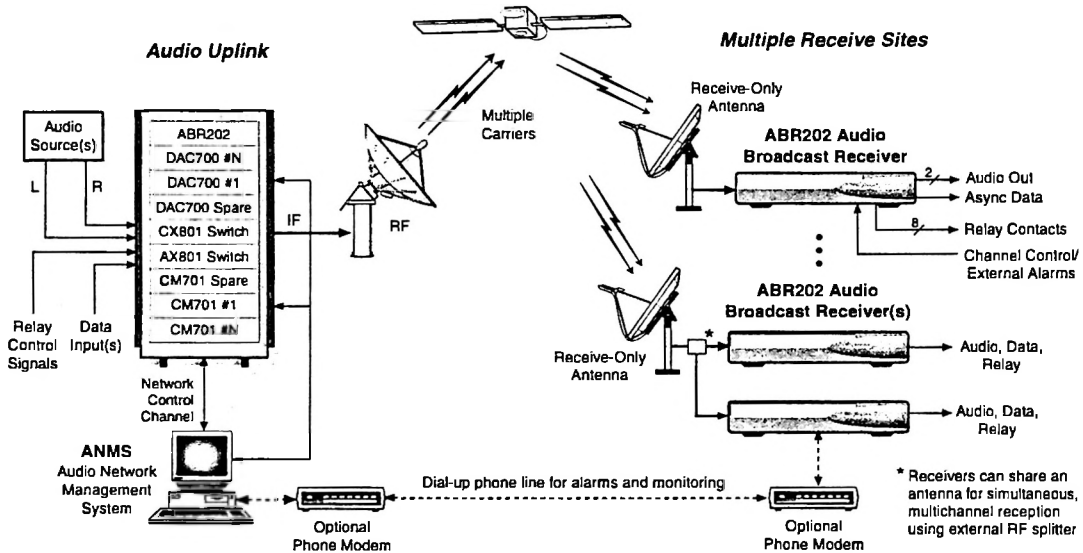 Audio Uplink
Multiple Receive Sites
Audio
Source(s)
L
R
ABR202
DAC700 #N
DAC700 #1
DAC700 Spare
CX801 Switch
AX801 Switch
CM701 Spare
CM701 #1
CM701 #N
IF
RF
Multiple
Carriers
Relay
Control
Signals
Data
Input(s)
Network
Control
Channel
ANMS
Audio Network
Management
System
Optional
Phone Modem
Dial-up phone line for alarms and monitoring
Optional
Phone Modem
Receive-Only
Antenna
ABR202 Audio
Broadcast Receiver
2
Audio Out
Async Data
8
Relay Contacts
Channel Control/
External Alarms
ABR202 Audio
Broadcast Receiver(s)
Receive-Only
Antenna
*
Audio, Data,
Relay
Audio, Data,
Relay
* Receivers can share an
antenna for simultaneous,
multichannel reception
using external RF splitter